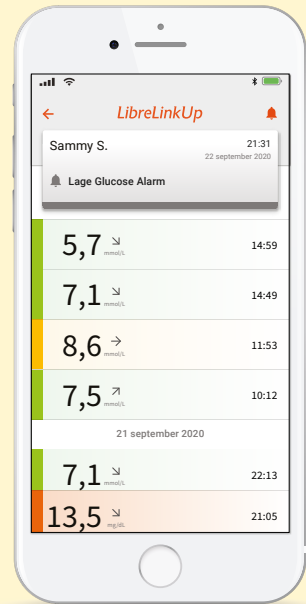 LibreLinkUp
Sammy S. 21:31
22 september 2020
Lage Glucose Alarm
5,7 mmol/L 14:59
7,1 mmol/L 14:49
8,6 mmol/L 11:53
7,5 mmol/L 10:12
21 september 2020
7,1 mmol/L 22:13
13,5 mg/dL 21:05